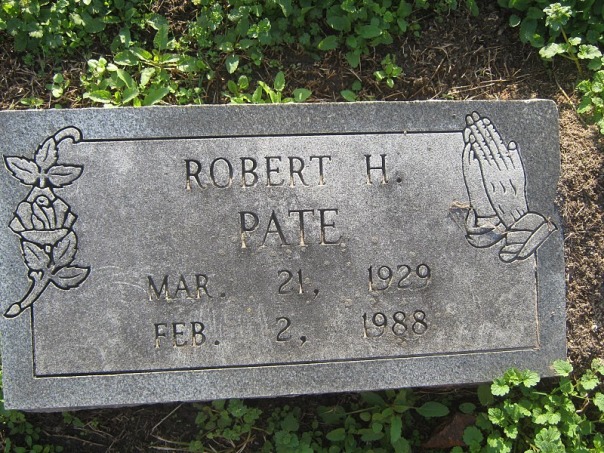 ROBERT H.
PATE
MAR. 21, 1929
FEB. 2, 1988